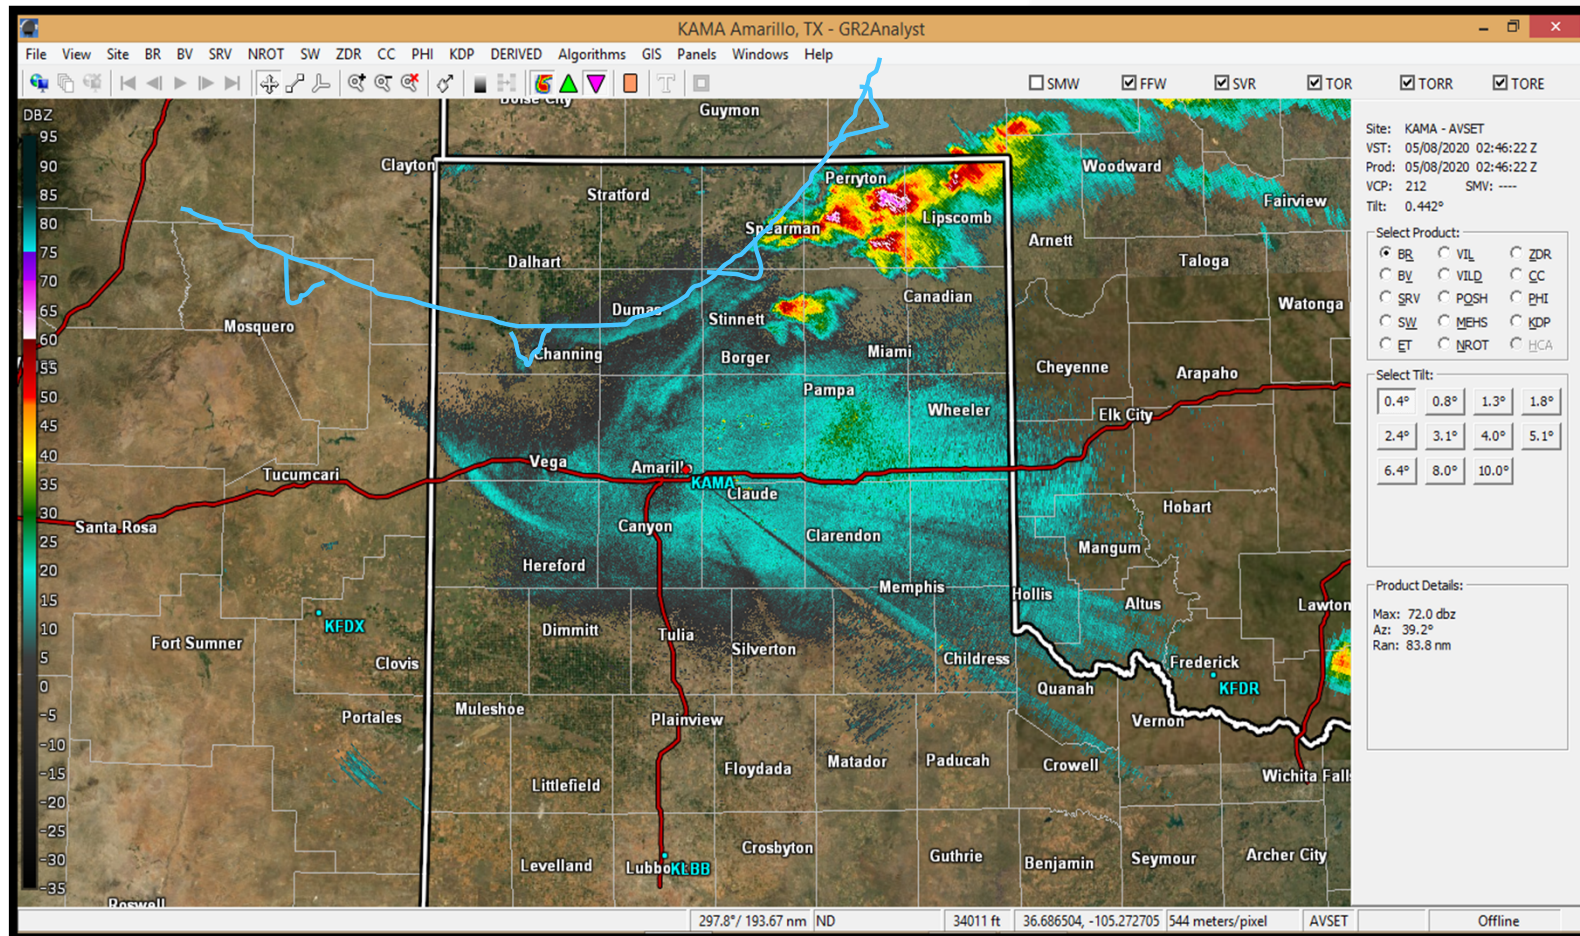 KAMA Amarillo, TX - GR2Analyst
File View Site BR BV SRV NROT SW ZDR CC PHI KDP DERIVED Algorithms GIS Panels Windows Help
SMW FFW SVR TOR TORR TORE
DBZ
95
90
85
80
75
70
65
60
55
50
45
40
35
30
25
20
15
10
5
0
-5
-10
-15
-20
-25
-30
-35
Boise City
Guymon
Clayton
Stratford
Perryton
Woodward
Spearman
Lipscomb
Fairview
Dalhart
Arnett
Taloga
Dumas
Stinnett
Canadian
Watonga
Mosquero
Channing
Borger
Miami
Cheyenne
Arapaho
Pampa
Wheeler
Elk City
Tucumcari
Vega
Amarillo
KAMA
Claude
Santa Rosa
Canyon
Clarendon
Hobart
Mangum
Hereford
Memphis
Hollis
Altus
Lawton
KFDX
Fort Sumner
Dimmitt
Tulia
Silverton
Clovis
Childress
Frederick
Quanah
KFDR
Portales
Muleshoe
Plainview
Vernon
Floydada
Matador
Paducah
Crowell
Wichita Fall
Littlefield
Levelland
Lubbo
KLBB
Crosbyton
Guthrie
Benjamin
Seymour
Archer City
Roswell
Site: KAMA - AVSET
VST: 05/08/2020 02:46:22 Z
Prod: 05/08/2020 02:46:22 Z
VCP: 212 SMV: ----
Tilt: 0.442°
Select Product:
BR VIL ZDR
BV VILD CC
SRV POSH PHI
SW MEHS KDP
ET NROT HCA
Select Tilt:
0.4° 0.8° 1.3° 1.8°
2.4° 3.1° 4.0° 5.1°
6.4° 8.0° 10.0°
Product Details:
Max: 72.0 dbz
Az: 39.2°
Ran: 83.8 nm
297.8°/ 193.67 nm ND 34011 ft 36.686504, -105.272705 544 meters/pixel AVSET Offline